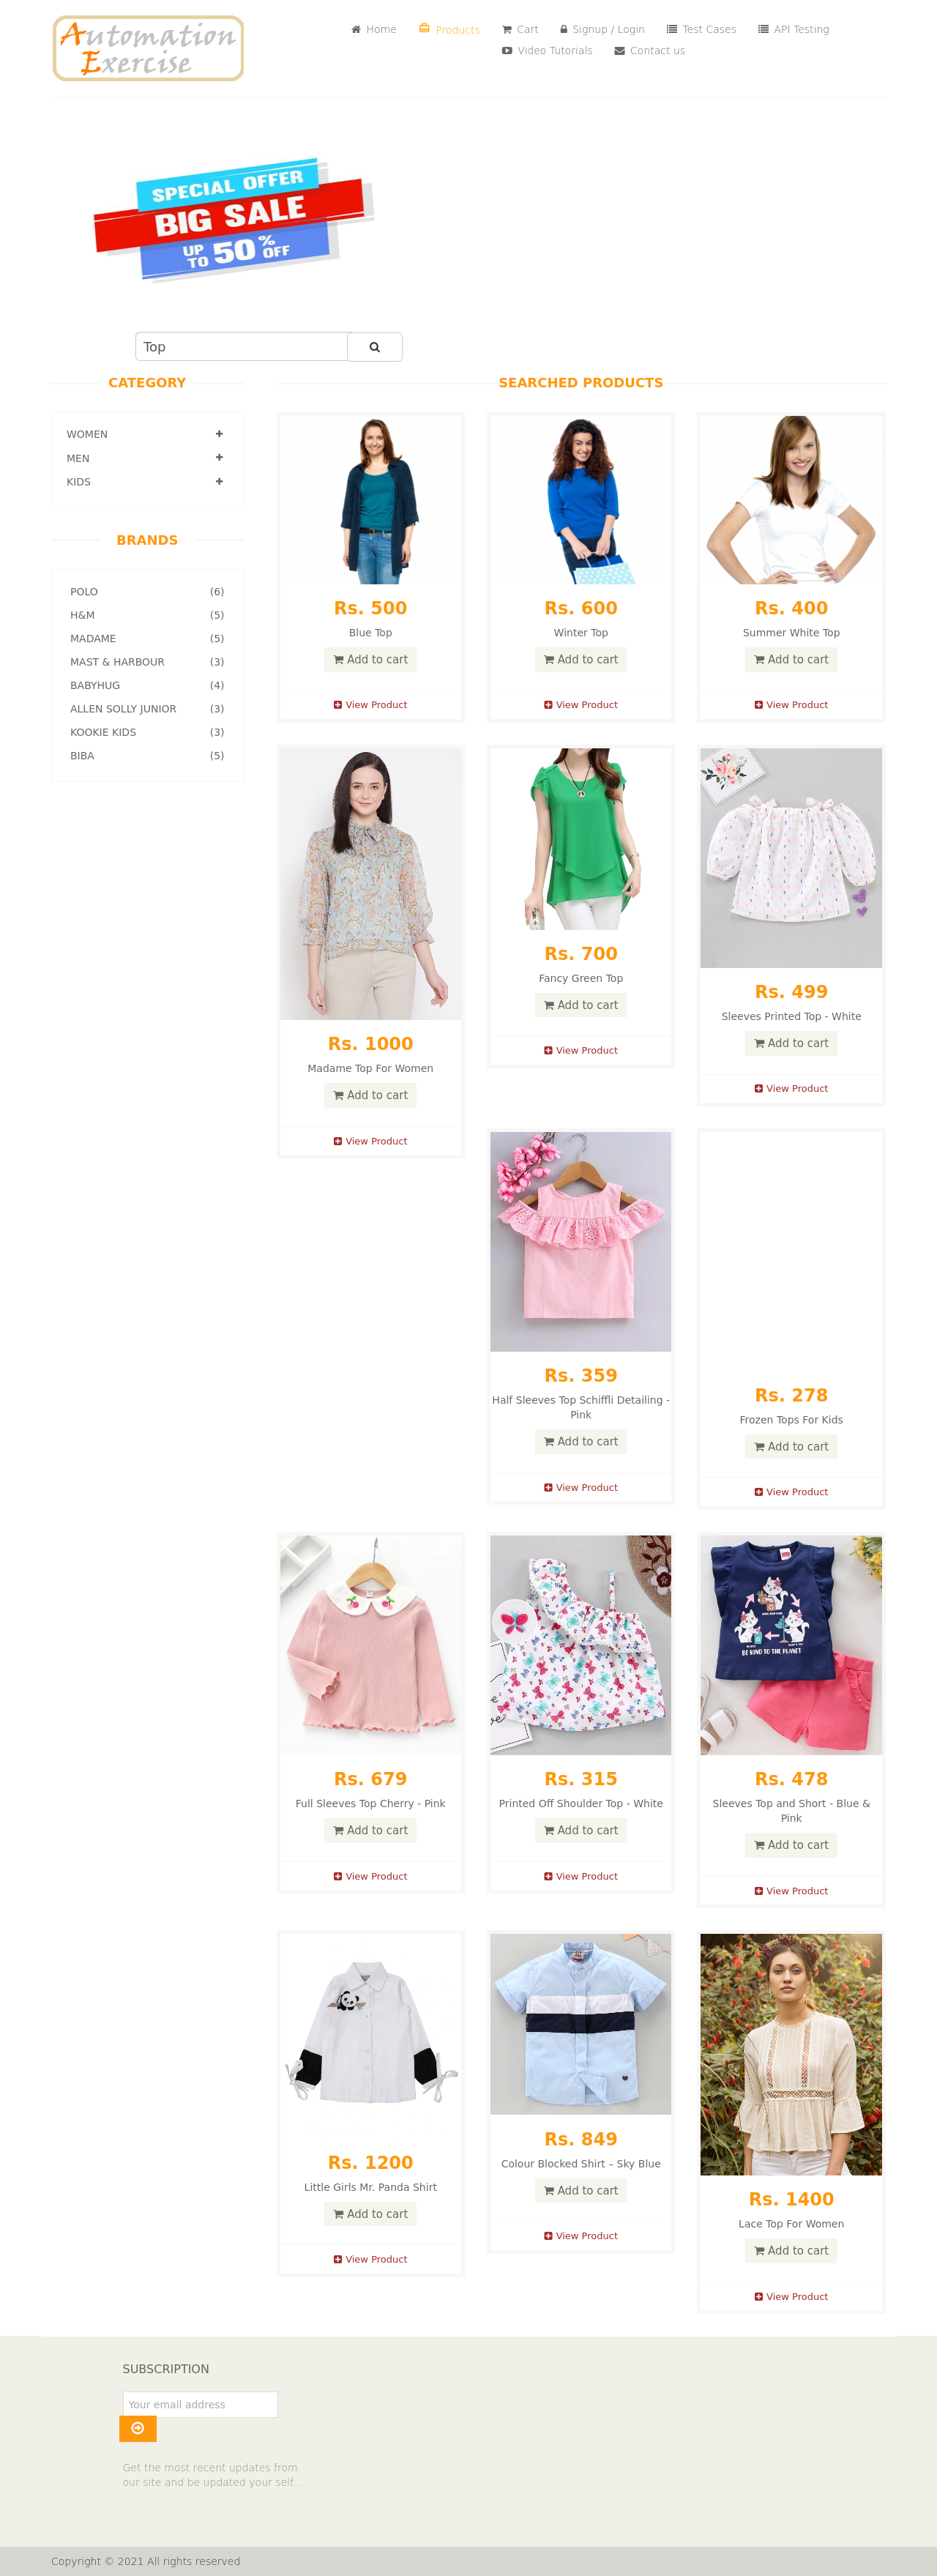 Automation
Exercise
Home
Products
Cart
Signup / Login
Test Cases
API Testing
Video Tutorials
Contact us
SPECIAL OFFER
BIG SALE
UP TO 50% OFF
Top
CATEGORY
WOMEN
MEN
KIDS
BRANDS
POLO (6)
H&M (5)
MADAME (5)
MAST & HARBOUR (3)
BABYHUG (4)
ALLEN SOLLY JUNIOR (3)
KOOKIE KIDS (3)
BIBA (5)
SEARCHED PRODUCTS
Rs. 500
Blue Top
Add to cart
View Product
Rs. 600
Winter Top
Add to cart
View Product
Rs. 400
Summer White Top
Add to cart
View Product
Rs. 1000
Madame Top For Women
Add to cart
View Product
Rs. 700
Fancy Green Top
Add to cart
View Product
Rs. 499
Sleeves Printed Top - White
Add to cart
View Product
Rs. 359
Half Sleeves Top Schiffli Detailing -
Pink
Add to cart
View Product
Rs. 278
Frozen Tops For Kids
Add to cart
View Product
Rs. 679
Full Sleeves Top Cherry - Pink
Add to cart
View Product
Rs. 315
Printed Off Shoulder Top - White
Add to cart
View Product
BE KIND TO THE PLANET
Rs. 478
Sleeves Top and Short - Blue &
Pink
Add to cart
View Product
Rs. 1200
Little Girls Mr. Panda Shirt
Add to cart
View Product
Rs. 849
Colour Blocked Shirt – Sky Blue
Add to cart
View Product
Rs. 1400
Lace Top For Women
Add to cart
View Product
SUBSCRIPTION
Your email address
Get the most recent updates from
our site and be updated your self...
Copyright © 2021 All rights reserved